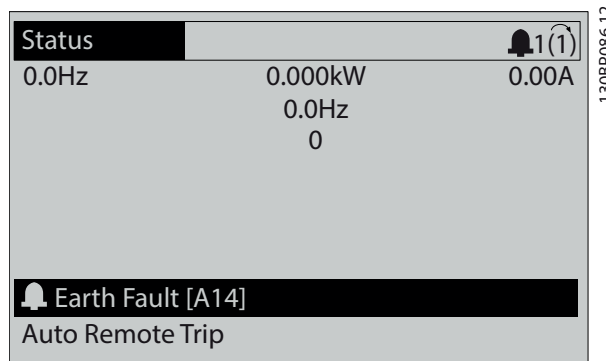 Status 1(1)
0.0Hz 0.000kW 0.00A
0.0Hz
0
Earth Fault [A14]
Auto Remote Trip
130BP086.12